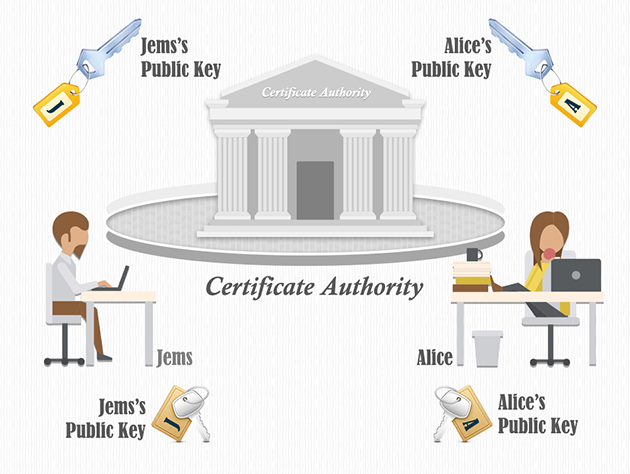 Jems's
Public Key
J
Alice's
Public Key
A
Certificate Authority
Certificate Authority
Jems
Alice
Jems's
Public Key
J
Alice's
Public Key
A